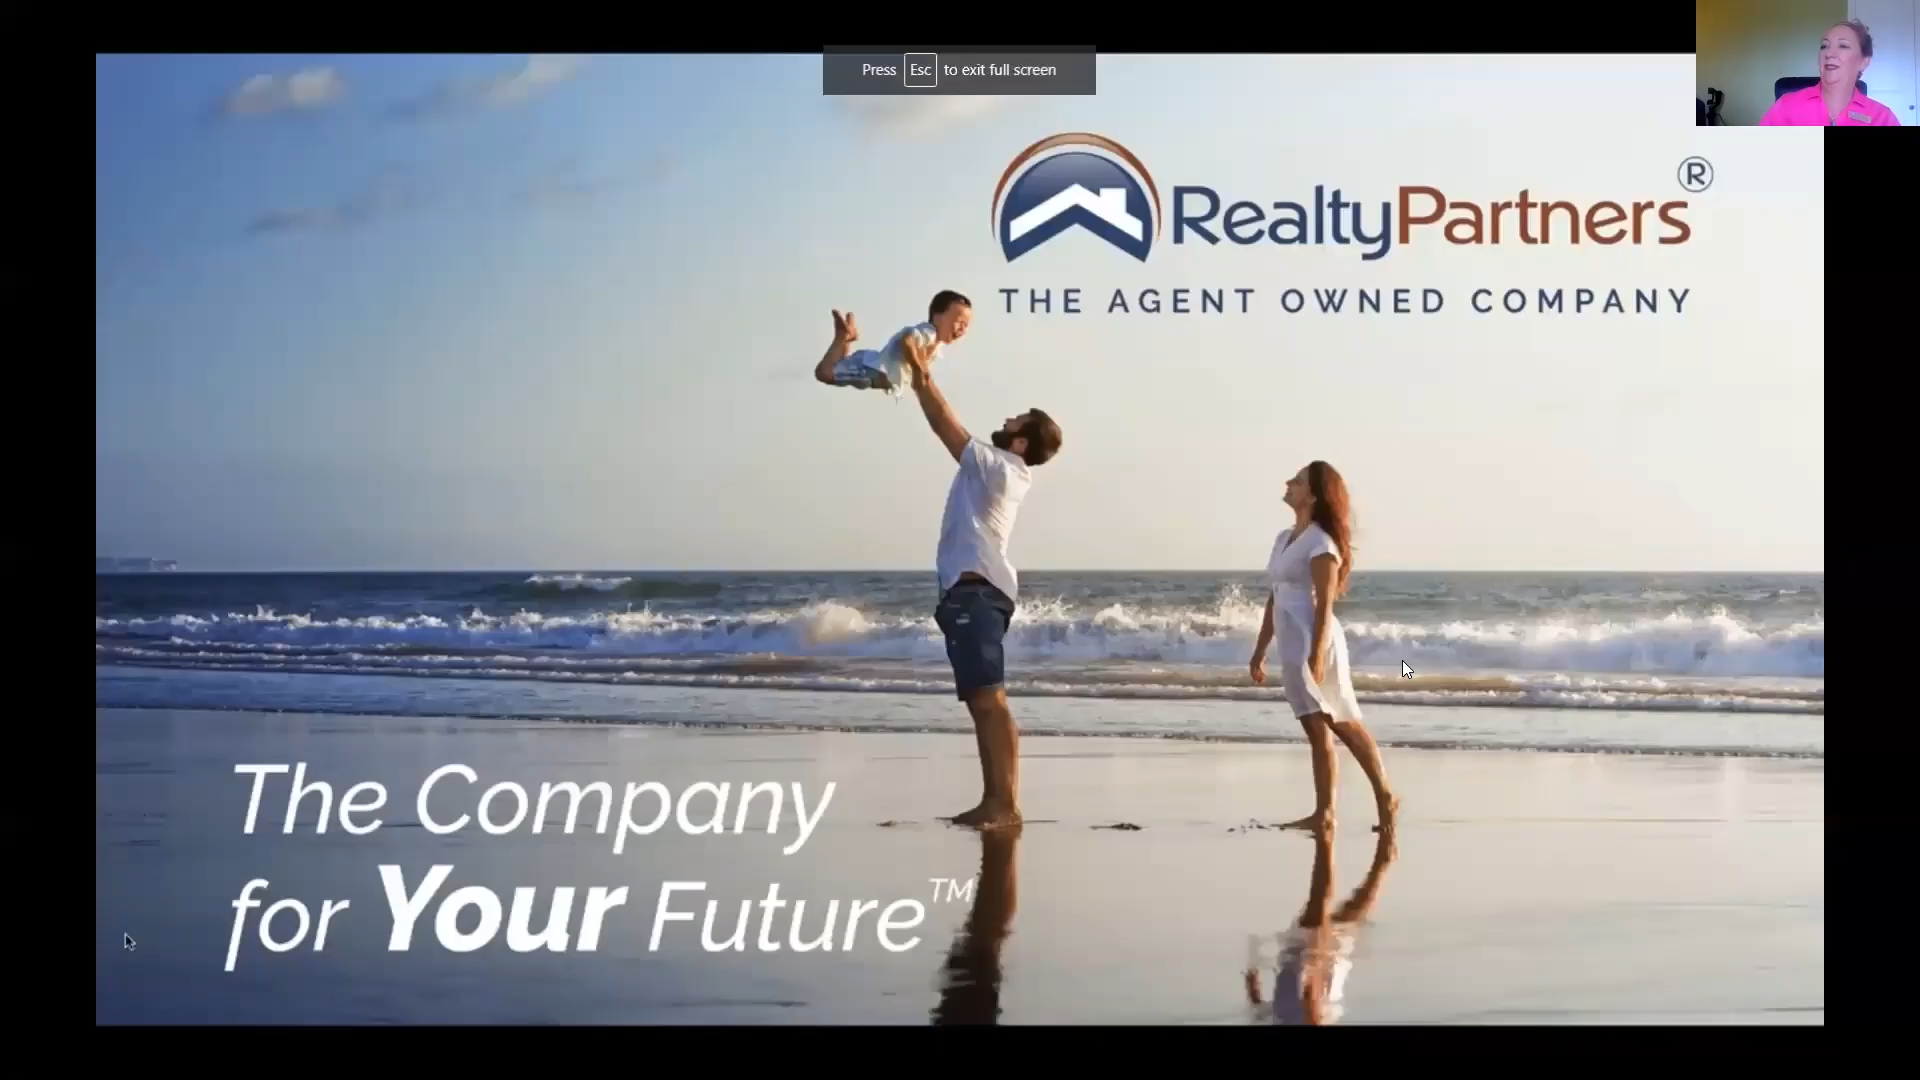 Press Esc to exit full screen
RealtyPartners®
THE AGENT OWNED COMPANY
The Company
for Your Future™